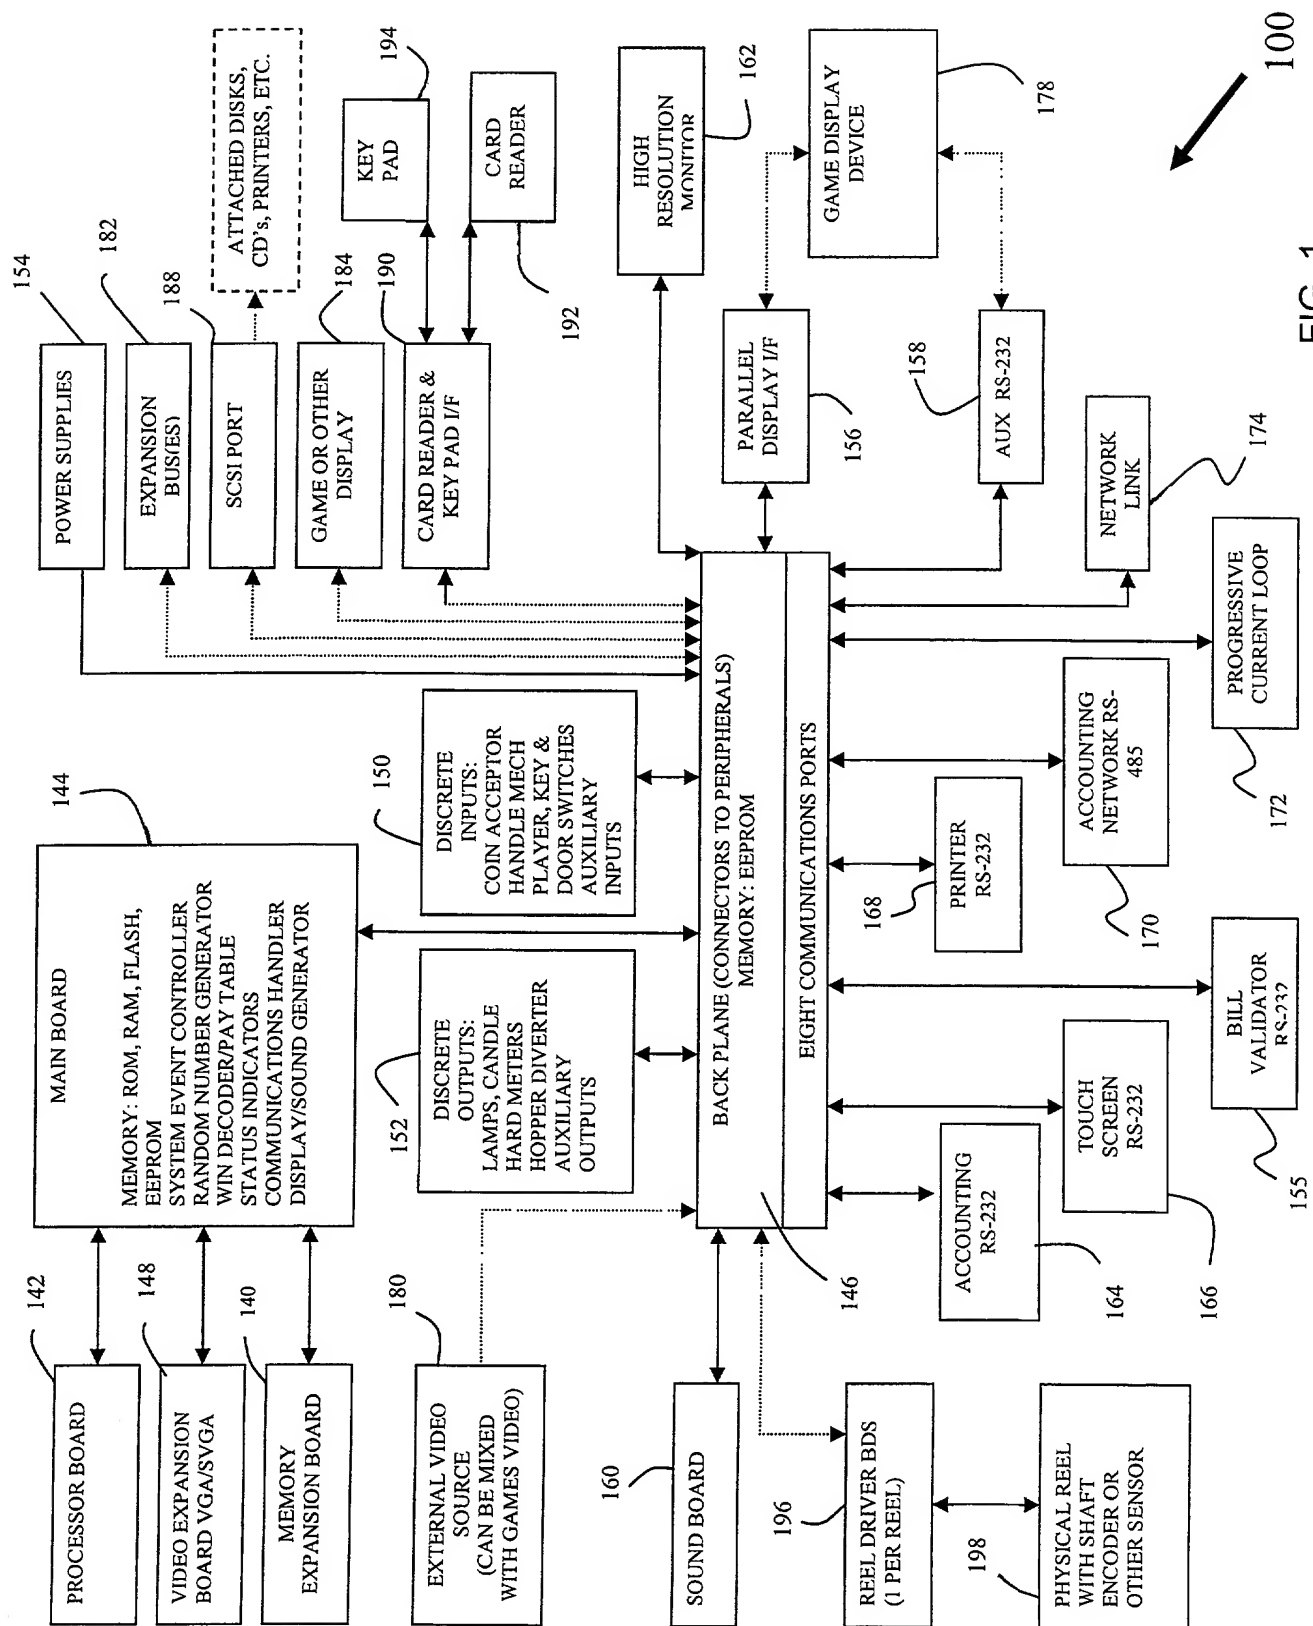 PROCESSOR BOARD
142
VIDEO EXPANSION
BOARD VGA/SVGA
148
MEMORY
EXPANSION BOARD
140
MAIN BOARD
MEMORY: ROM, RAM, FLASH,
EEPROM
SYSTEM EVENT CONTROLLER
RANDOM NUMBER GENERATOR
WIN DECODER/PAY TABLE
STATUS INDICATORS
COMMUNICATIONS HANDLER
DISPLAY/SOUND GENERATOR
144
POWER SUPPLIES
154
EXPANSION
BUS(ES)
182
SCSI PORT
188
ATTACHED DISKS,
CD's, PRINTERS, ETC.
GAME OR OTHER
DISPLAY
184
CARD READER &
KEY PAD I/F
190
KEY
PAD
194
CARD
READER
192
EXTERNAL VIDEO
SOURCE
(CAN BE MIXED
WITH GAMES VIDEO)
180
DISCRETE
OUTPUTS:
LAMPS, CANDLE
HARD METERS
HOPPER DIVERTER
AUXILIARY
OUTPUTS
152
DISCRETE
INPUTS:
COIN ACCEPTOR
HANDLE MECH
PLAYER, KEY &
DOOR SWITCHES
AUXILIARY
INPUTS
150
HIGH
RESOLUTION
MONITOR
162
SOUND BOARD
160
BACK PLANE (CONNECTORS TO PERIPHERALS)
MEMORY: EEPROM
EIGHT COMMUNICATIONS PORTS
146
PARALLEL
DISPLAY I/F
156
GAME DISPLAY
DEVICE
178
REEL DRIVER BDS
(1 PER REEL)
196
AUX RS-232
158
PHYSICAL REEL
WITH SHAFT
ENCODER OR
OTHER SENSOR
198
ACCOUNTING
RS-232
164
TOUCH
SCREEN
RS-232
166
BILL
VALIDATOR
RS-232
155
PRINTER
RS-232
168
ACCOUNTING
NETWORK RS-
485
170
PROGRESSIVE
CURRENT LOOP
172
NETWORK
LINK
174
100
FIG. 1